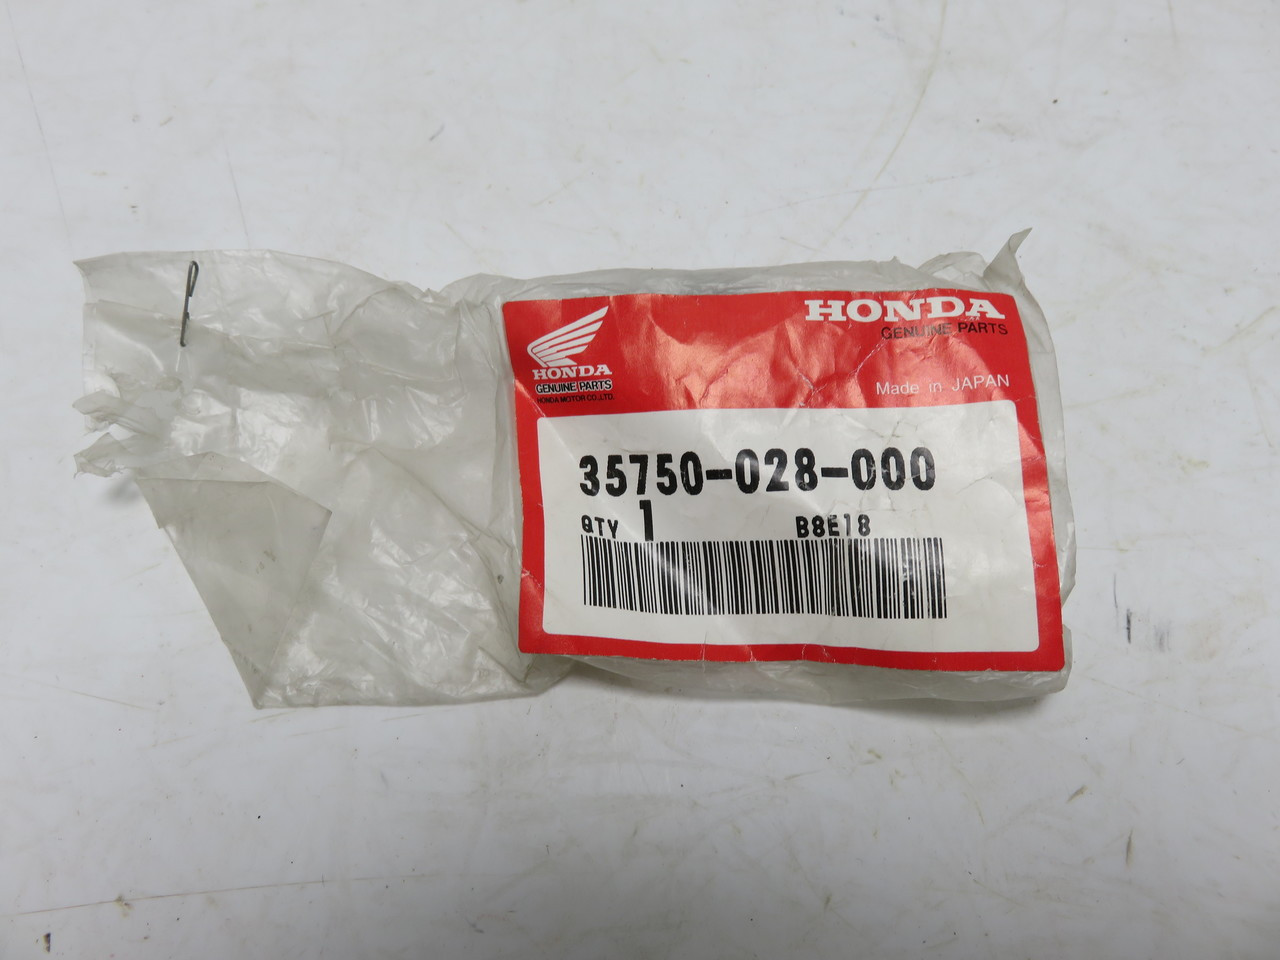 HONDA
GENUINE PARTS
HONDA
GENUINE PARTS
HONDA MOTOR CO.,LTD.
Made in JAPAN
35750-028-000
QTY 1 B8E18